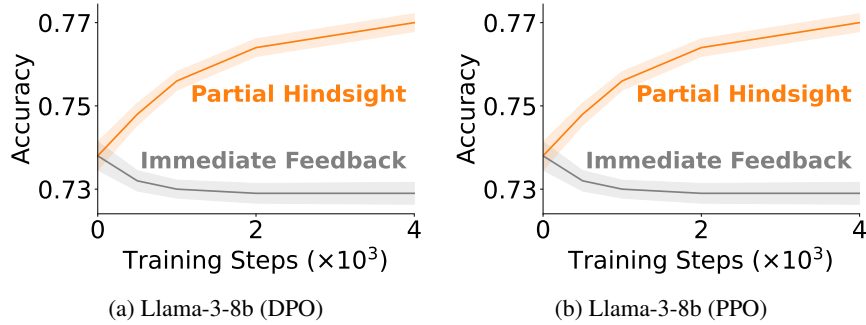 0.77
0.75
0.73
Accuracy
Partial Hindsight
Immediate Feedback
0 2 4
Training Steps (×10³)
(a) Llama-3-8b (DPO)
0.77
0.75
0.73
Accuracy
Partial Hindsight
Immediate Feedback
0 2 4
Training Steps (×10³)
(b) Llama-3-8b (PPO)